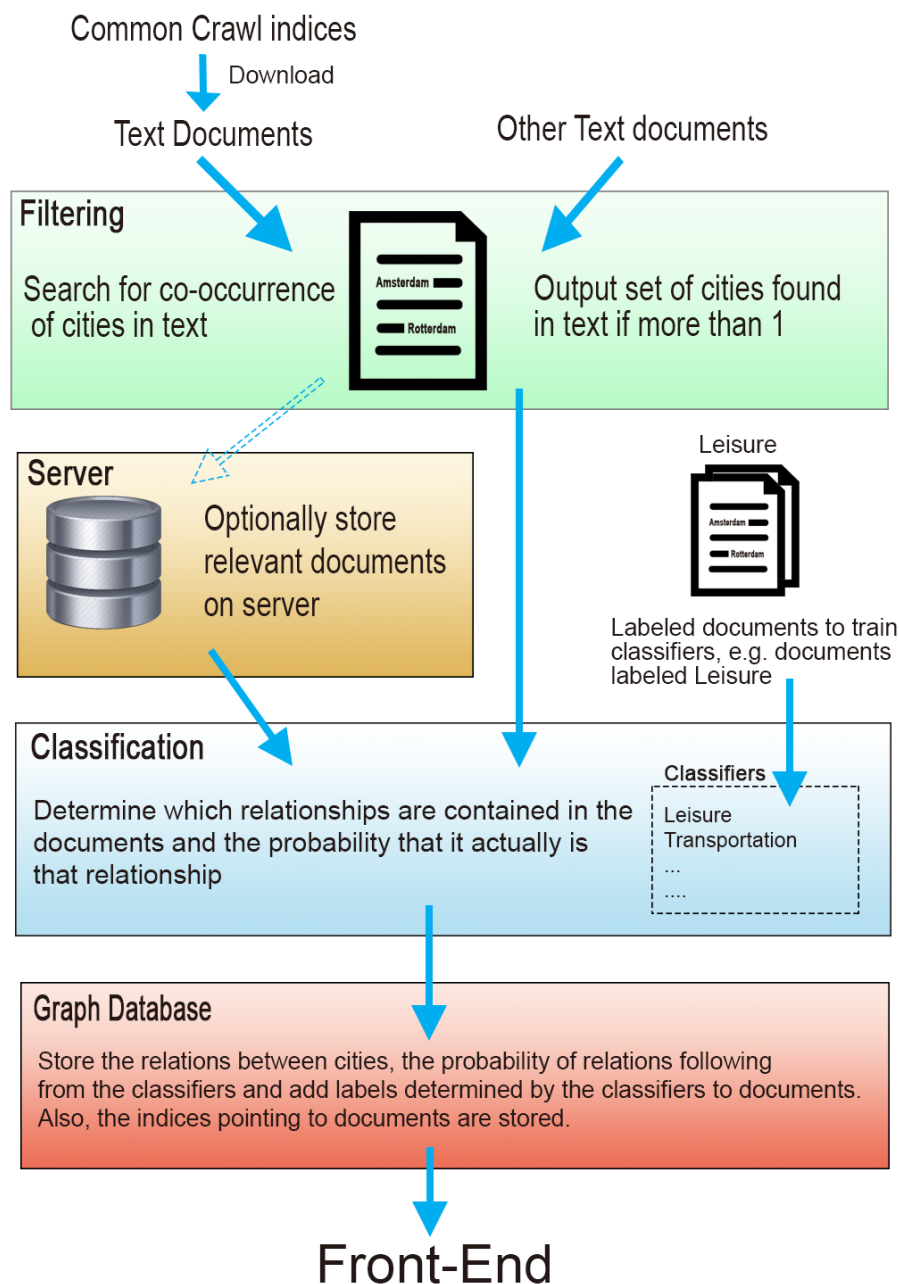 Common Crawl indices
Download
Text Documents
Other Text documents
Filtering
Search for co-occurrence
of cities in text
Amsterdam
Rotterdam
Output set of cities found
in text if more than 1
Server
Optionally store
relevant documents
on server
Leisure
Amsterdam
Rotterdam
Labeled documents to train
classifiers, e.g. documents
labeled Leisure
Classification
Determine which relationships are contained in the
documents and the probability that it actually is
that relationship
Classifiers
Leisure
Transportation
...
....
Graph Database
Store the relations between cities, the probability of relations following
from the classifiers and add labels determined by the classifiers to documents.
Also, the indices pointing to documents are stored.
Front-End